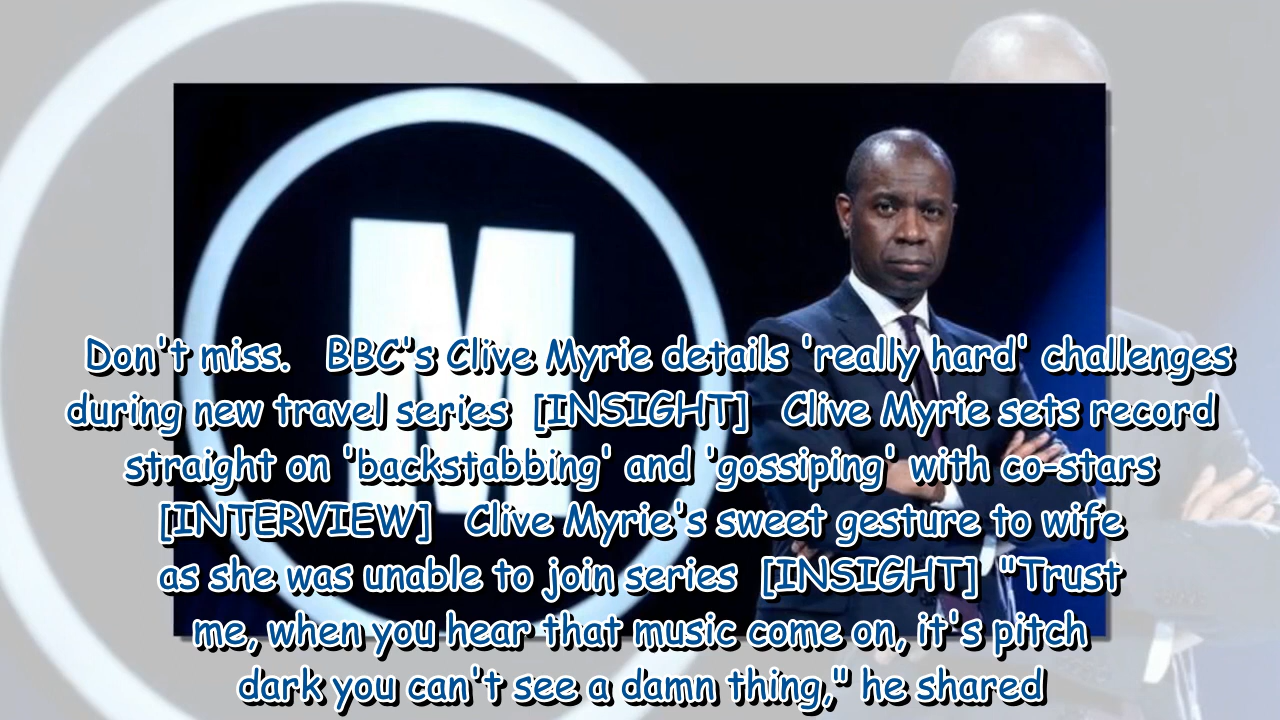 M
Don't miss. BBC's Clive Myrie details 'really hard' challenges
during new travel series [INSIGHT] Clive Myrie sets record
straight on 'backstabbing' and 'gossiping' with co-stars
[INTERVIEW] Clive Myrie's sweet gesture to wife
as she was unable to join series [INSIGHT] "Trust
me, when you hear that music come on, it's pitch
dark you can't see a damn thing," he shared